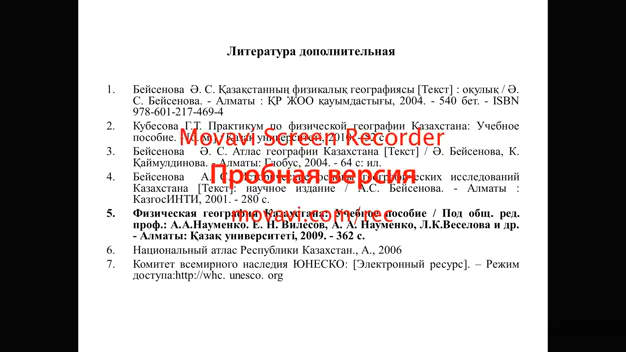 Литература дополнительная
1. Бейсенова Ә. С. Қазақстанның физикалық географиясы [Текст] : оқулық / Ә.
С. Бейсенова. - Алматы : ҚР ЖОО қауымдастығы, 2004. - 540 бет. - ISBN
978-601-217-469-4
2. Кубесова Г.Т. Практикум по физической географии Казахстана: Учебное
пособие.
Movavi Screen Recorder
3. Бейсенова Ә. С. Атлас географии Казахстана [Текст] / Ә. Бейсенова, К.
Каймулдинова. - Алматы: Глобус, 2004. - 64 с: ил.
4. Бейсенова исследований
Пробная версия
Казахстана [Текст]: научное издание / А.С. Бейсенова. - Алматы :
КазгосИНТИ, 2001. - 280 с.
5. Физическая география Казахстана: Учебное пособие / Под общ. ред.
movavi.com/rec
проф.: А.А.Науменко. Е. Н. Вилесов, А. А. Науменко, Л.К.Веселова и др.
- Алматы: Қазақ университеті, 2009. - 362 с.
6. Национальный атлас Республики Казахстан., А., 2006
7. Комитет всемирного наследия ЮНЕСКО: [Электронный ресурс]. – Режим
доступа:http://whc. unesco. org